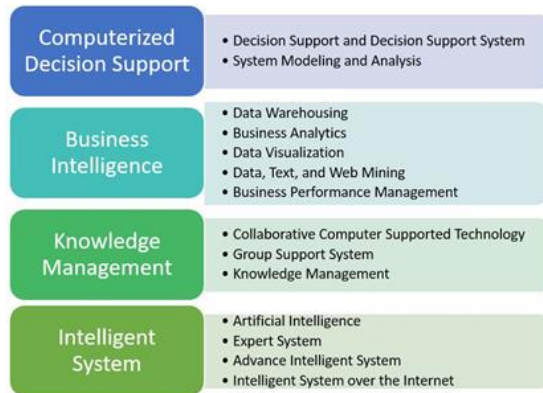 Computerized
Decision Support
• Decision Support and Decision Support System
• System Modeling and Analysis
Business
Intelligence
• Data Warehousing
• Business Analytics
• Data Visualization
• Data, Text, and Web Mining
• Business Performance Management
Knowledge
Management
• Collaborative Computer Supported Technology
• Group Support System
• Knowledge Management
Intelligent
System
• Artificial Intelligence
• Expert System
• Advance Intelligent System
• Intelligent System over the Internet